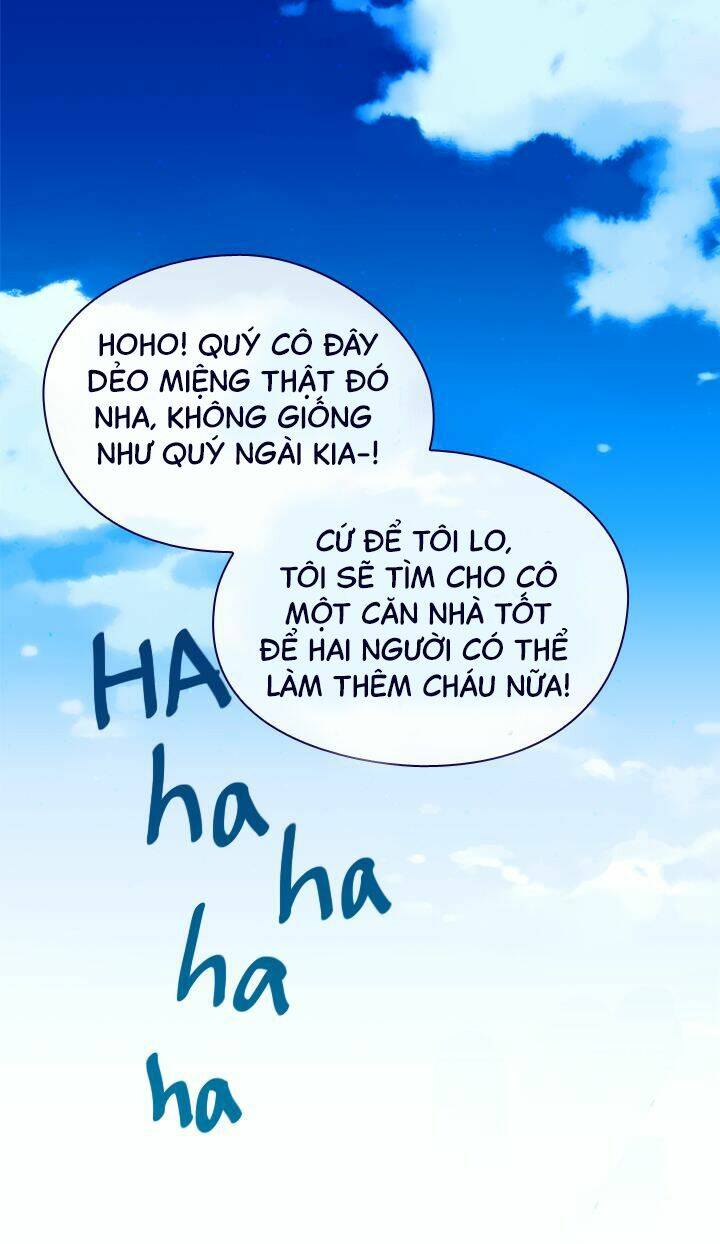 HOHO! QUÝ CÔ ĐÂY
DẺO MIỆNG THẬT ĐÓ
NHA, KHÔNG GIỐNG
NHƯ QUÝ NGÀI KIA-!
CỨ ĐỂ TÔI LO,
TÔI SẼ TÌM CHO CÔ
MỘT CĂN NHÀ TỐT
ĐỂ HAI NGƯỜI CÓ THỂ
LÀM THÊM CHÁU NỮA!
HA
ha
ha
ha
ha